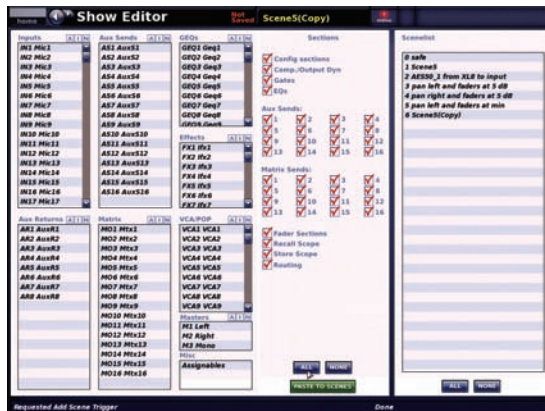 home
Show Editor
Not Saved
Scene5(Copy)
Inputs A I N
IN1 Mic1
IN2 Mic2
IN3 Mic3
IN4 Mic4
IN5 Mic5
IN6 Mic6
IN7 Mic7
IN8 Mic8
IN9 Mic9
IN10 Mic10
IN11 Mic11
IN12 Mic12
IN13 Mic13
IN14 Mic14
IN15 Mic15
IN16 Mic16
IN17 Mic17
Aux Sends A I N
AS1 AuxS1
AS2 AuxS2
AS3 AuxS3
AS4 AuxS4
AS5 AuxS5
AS6 AuxS6
AS7 AuxS7
AS8 AuxS8
AS9 AuxS9
AS10 AuxS10
AS11 AuxS11
AS12 AuxS12
AS13 AuxS13
AS14 AuxS14
AS15 AuxS15
AS16 AuxS16
GEQs A I N
GEQ1 Geq1
GEQ2 Geq2
GEQ3 Geq3
GEQ4 Geq4
GEQ5 Geq5
GEQ6 Geq6
GEQ7 Geq7
GEQ8 Geq8
GEQ9 Geq9
Effects A I N
FX1 Ifx1
FX2 Ifx2
FX3 Ifx3
FX4 Ifx4
FX5 Ifx5
FX6 Ifx6
FX7 Ifx7
Aux Returns A I N
AR1 AuxR1
AR2 AuxR2
AR3 AuxR3
AR4 AuxR4
AR5 AuxR5
AR6 AuxR6
AR7 AuxR7
AR8 AuxR8
Matrix A I N
MO1 Mtx1
MO2 Mtx2
MO3 Mtx3
MO4 Mtx4
MO5 Mtx5
MO6 Mtx6
MO7 Mtx7
MO8 Mtx8
MO9 Mtx9
MO10 Mtx10
MO11 Mtx11
MO12 Mtx12
MO13 Mtx13
MO14 Mtx14
MO15 Mtx15
MO16 Mtx16
VCA/POP A I N
VCA1 VCA1
VCA2 VCA2
VCA3 VCA3
VCA4 VCA4
VCA5 VCA5
VCA6 VCA6
VCA7 VCA7
VCA8 VCA8
VCA9 VCA9
Masters A I N
M1 Left
M2 Right
M3 Mono
Misc
Assignables
Sections
Config sections
Comp./Output Dyn
Gates
EQs
Aux Sends:
1 2 3 4
5 6 7 8
9 10 11 12
13 14 15 16
Matrix Sends:
1 2 3 4
5 6 7 8
9 10 11 12
13 14 15 16
Fader Sections
Recall Scope
Store Scope
Routing
ALL NONE
PASTE TO SCENES
Scenelist
0 safe
1 Scene5
2 AES50_1 from XL8 to input
3 pan left and faders at 5 dB
4 pan right and faders at 5 dB
5 pan left and faders at min
6 Scene5(Copy)
ALL NONE
Requested Add Scene Trigger
Done